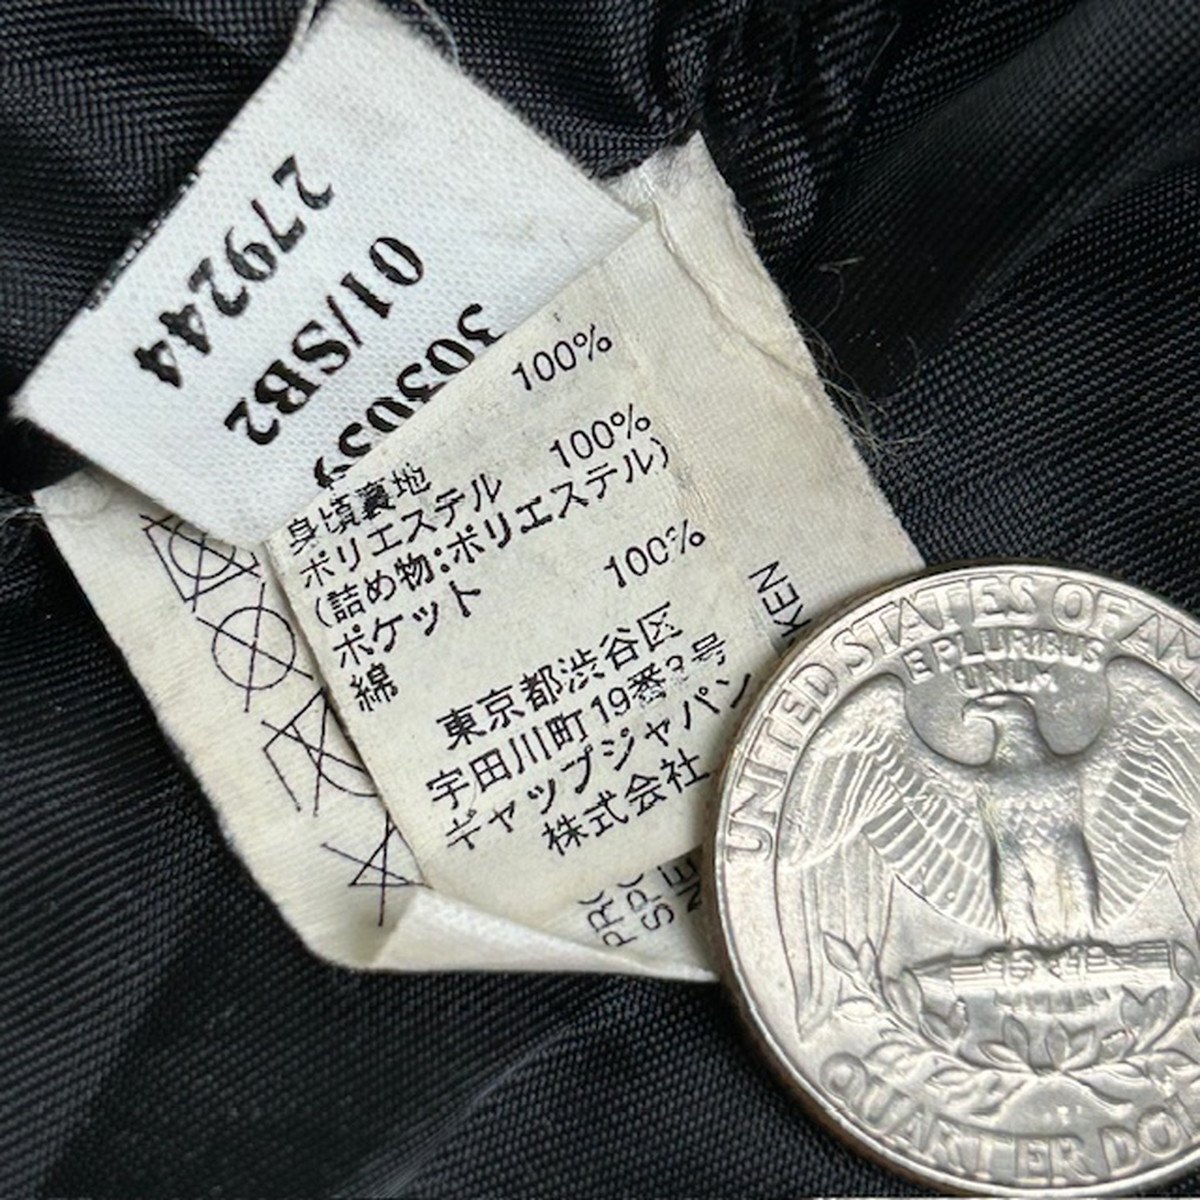 279244
01/SB2
100%
身頃裏地
ポリエステル 100%
(詰め物:ポリエステル)
ポケット
綿 100%
東京都渋谷区
宇田川町19番3号
ギャップジャパン
株式会社
KEN
UNITED STATES OF AM
E PLURIBUS
UNUM
QUARTER DOL